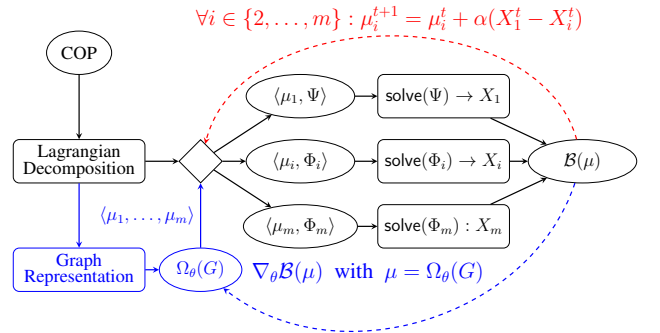 ∀i ∈ {2, . . . , m} : μ_i^{t+1} = μ_i^t + α(X_1^t − X_i^t)
COP
⟨μ_1, Ψ⟩
solve(Ψ) → X_1
Lagrangian
Decomposition
⟨μ_i, Φ_i⟩
solve(Φ_i) → X_i
B(μ)
⟨μ_1, . . . , μ_m⟩
⟨μ_m, Φ_m⟩
solve(Φ_m) : X_m
Graph
Representation
Ω_θ(G)
∇_θ B(μ) with μ = Ω_θ(G)